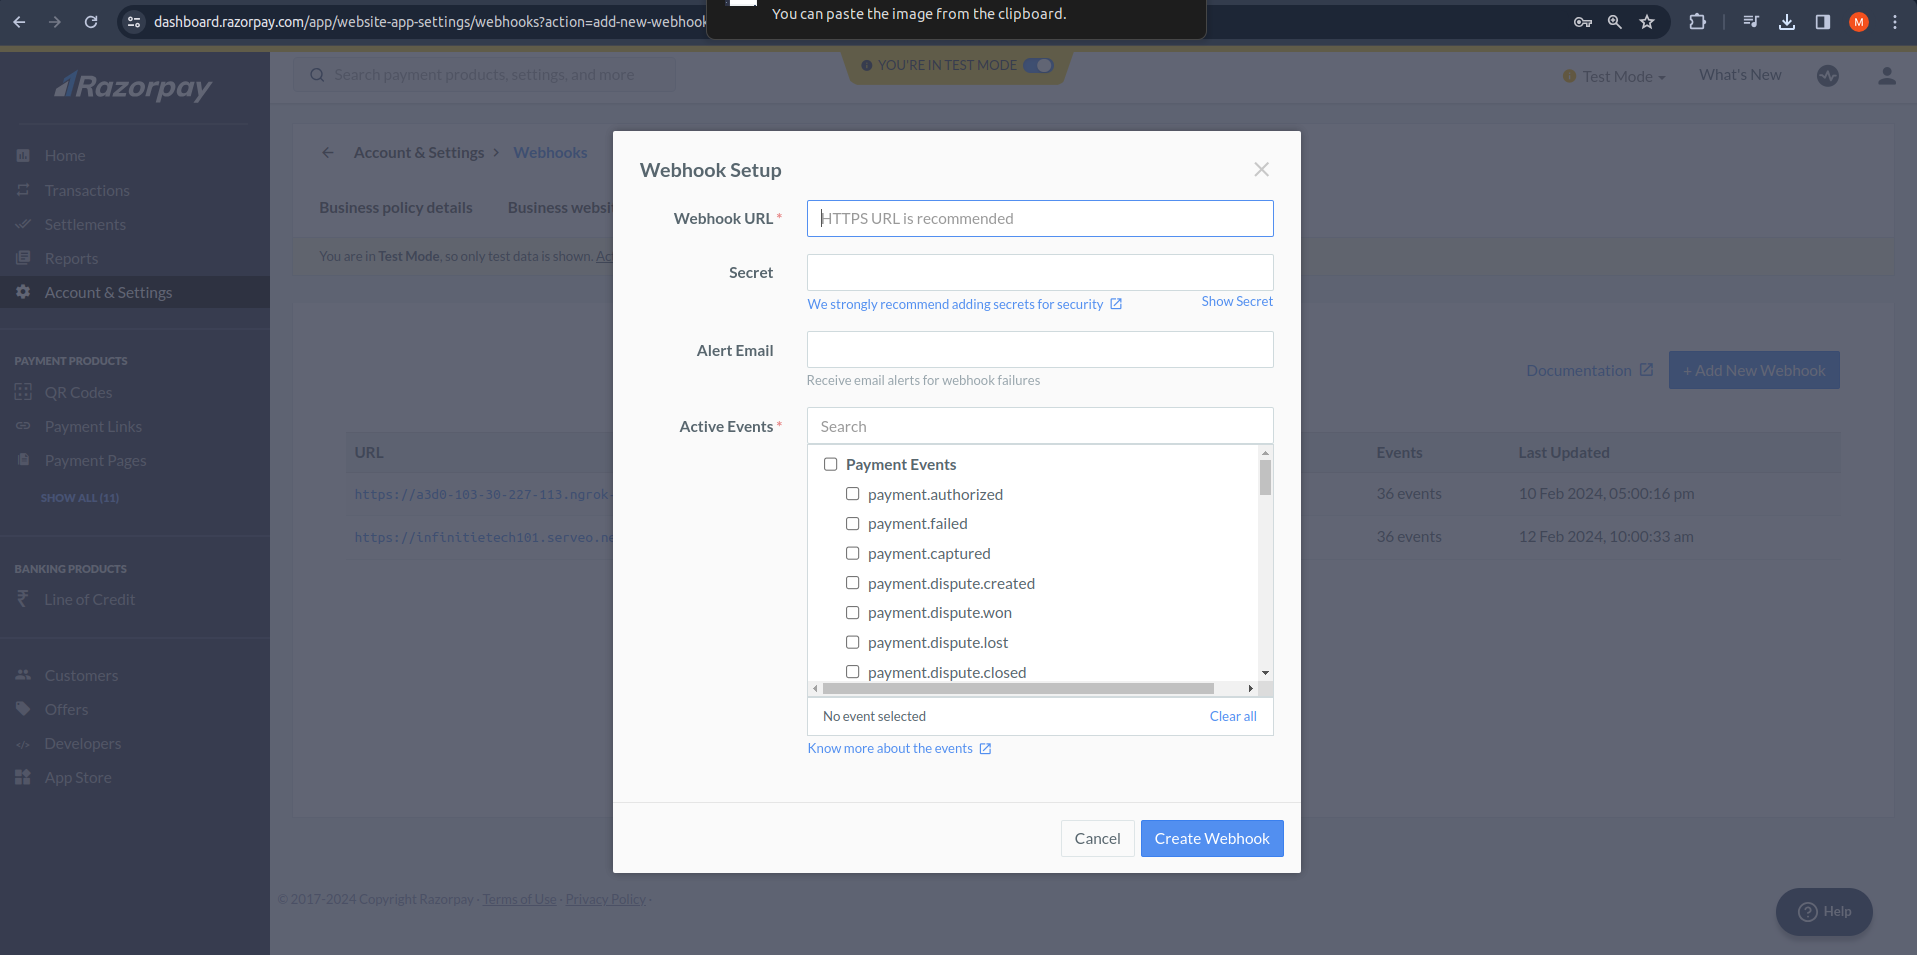 dashboard.razorpay.com/app/website-app-settings/webhooks?action=add-new-webhook
You can paste the image from the clipboard.
M
Razorpay
Search payment products, settings, and more
YOU'RE IN TEST MODE
Test Mode
What's New
Home
Transactions
Settlements
Reports
Account & Settings
PAYMENT PRODUCTS
QR Codes
Payment Links
Payment Pages
SHOW ALL (11)
BANKING PRODUCTS
Line of Credit
Customers
Offers
Developers
App Store
Account & Settings > Webhooks
Business policy details
Business websi
You are in Test Mode, so only test data is shown. Ac
Documentation
+ Add New Webhook
URL
Events
Last Updated
https://a3d0-103-30-227-113.ngrok-
36 events
10 Feb 2024, 05:00:16 pm
https://infinitietech101.serveo.ne
36 events
12 Feb 2024, 10:00:33 am
Webhook Setup
Webhook URL *
HTTPS URL is recommended
Secret
We strongly recommend adding secrets for security
Show Secret
Alert Email
Receive email alerts for webhook failures
Active Events *
Search
Payment Events
payment.authorized
payment.failed
payment.captured
payment.dispute.created
payment.dispute.won
payment.dispute.lost
payment.dispute.closed
No event selected
Clear all
Know more about the events
Cancel
Create Webhook
© 2017-2024 Copyright Razorpay · Terms of Use · Privacy Policy ·
Help